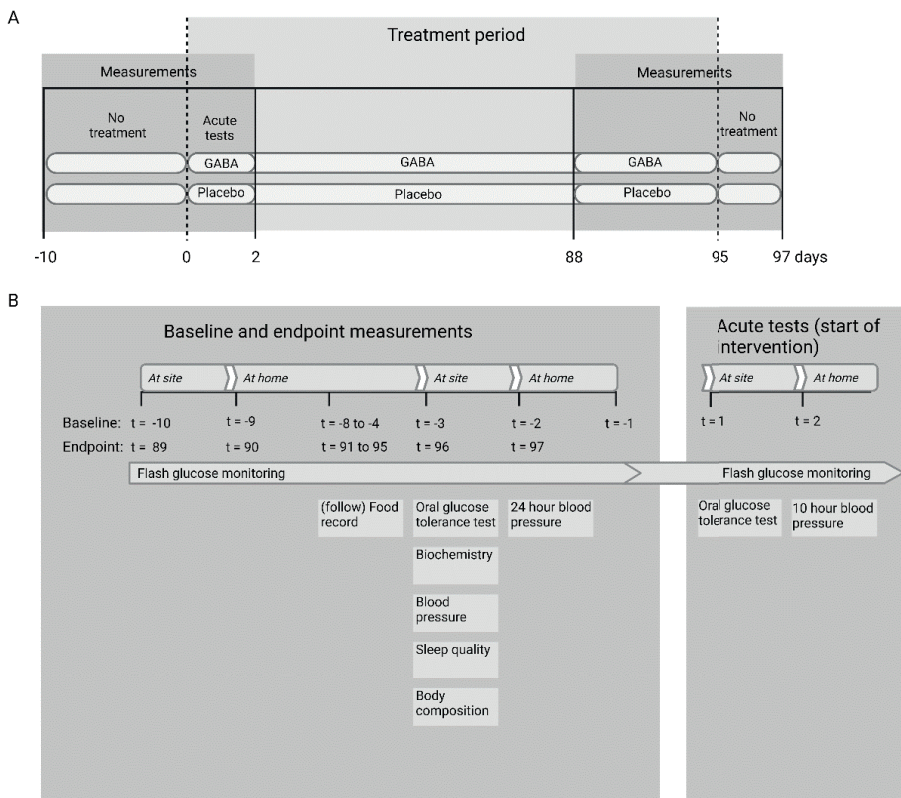 A
Treatment period
Measurements
Measurements
No
treatment
Acute
tests
No
treatment
GABA
GABA
GABA
Placebo
Placebo
Placebo
-10
0
2
88
95
97 days
B
Baseline and endpoint measurements
Acute tests (start of
intervention)
At site
At home
At site
At home
At site
At home
Baseline: t = -10 t = -9 t = -8 to -4 t = -3 t = -2 t = -1
t = 1 t = 2
Endpoint: t = 89 t = 90 t = 91 to 95 t = 96 t = 97
Flash glucose monitoring
Flash glucose monitoring
(follow) Food
record
Oral glucose
tolerance test
24 hour blood
pressure
Oral glucose
tolerance test
10 hour blood
pressure
Biochemistry
Blood
pressure
Sleep quality
Body
composition